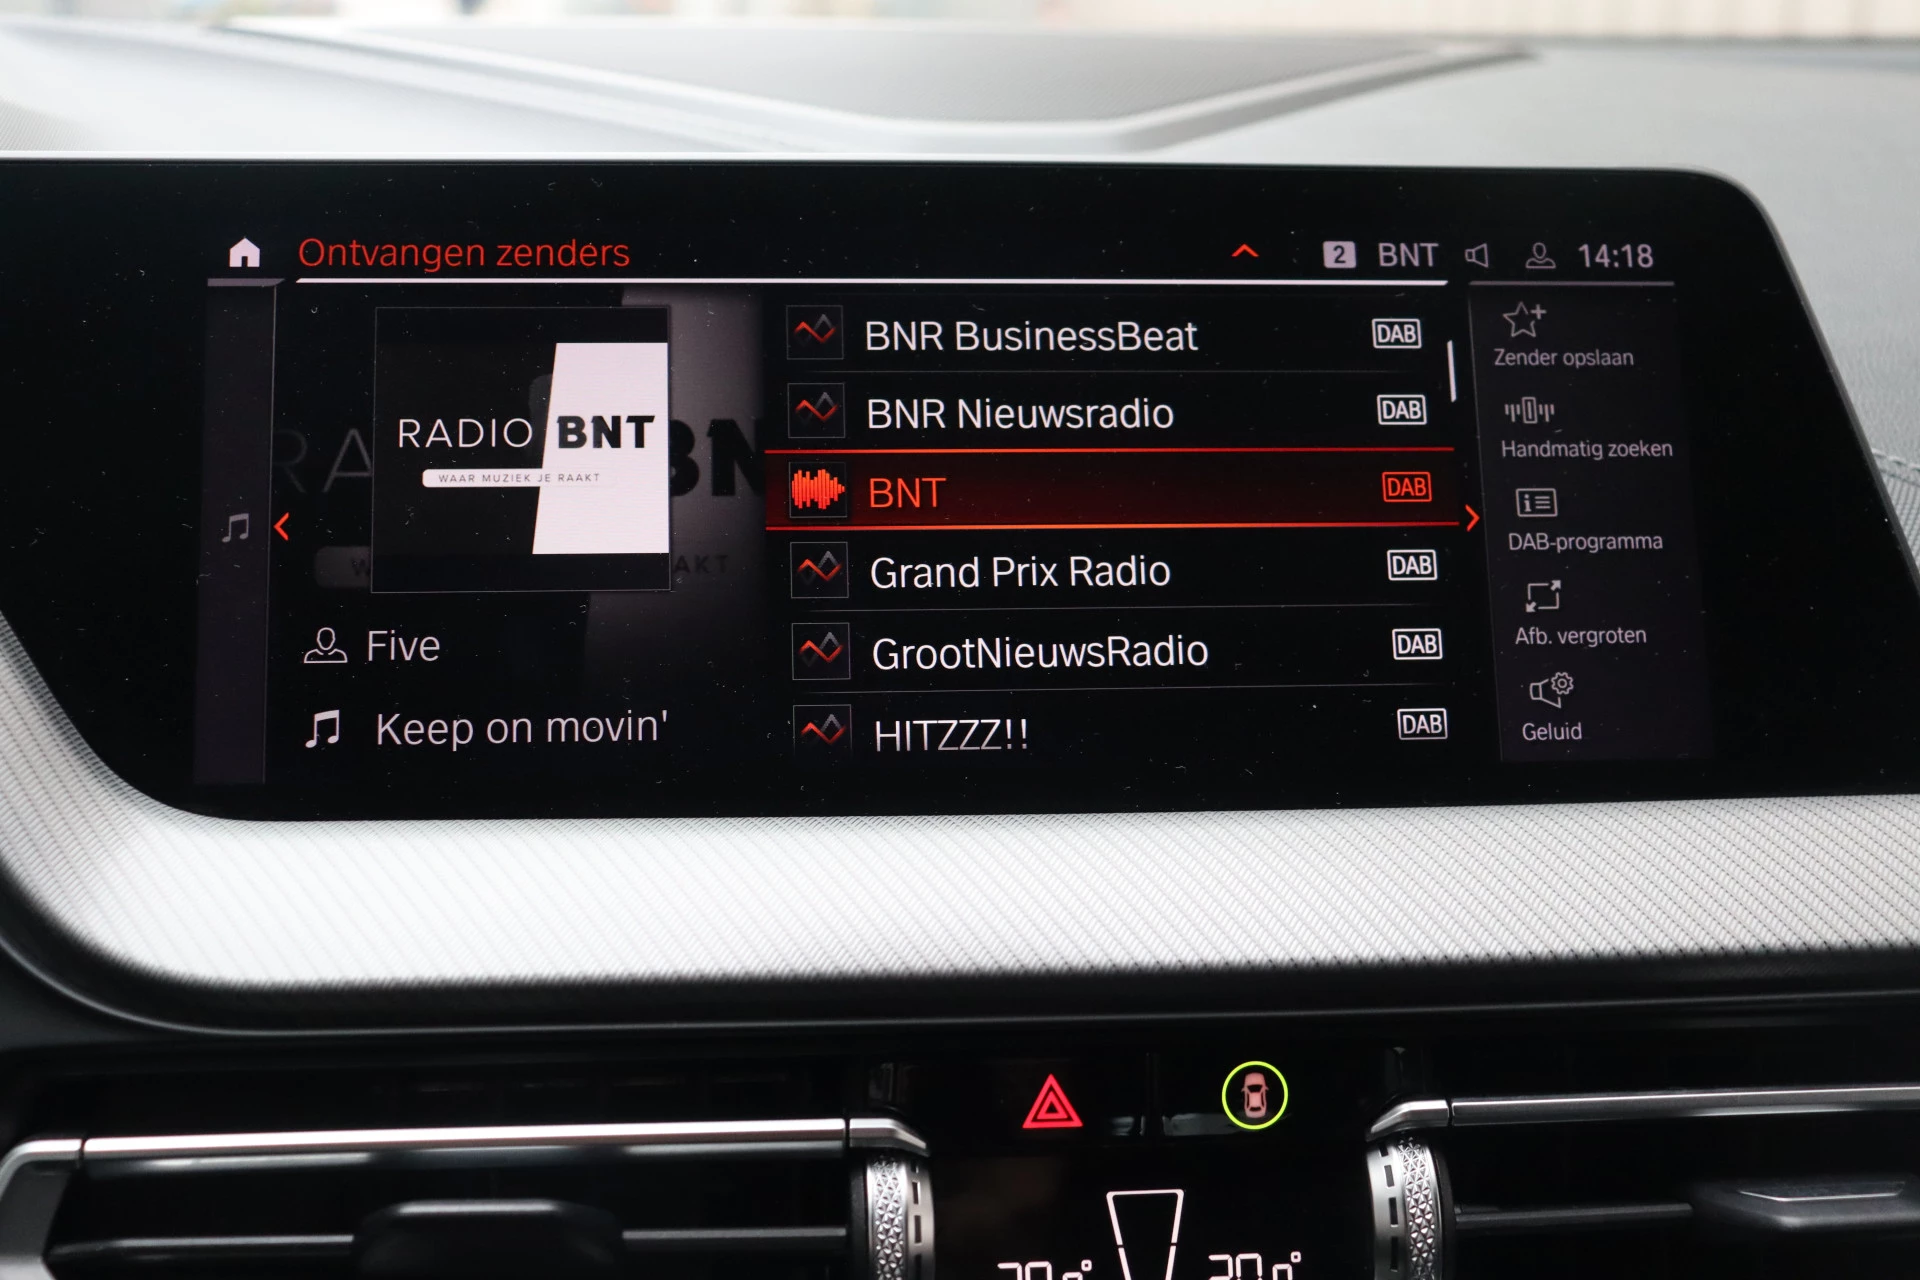 Ontvangen zenders
2 BNT 14:18
RADIO BNT
WAAR MUZIEK JE RAAKT
Five
Keep on movin'
BNR BusinessBeat DAB
BNR Nieuwsradio DAB
BNT DAB
Grand Prix Radio DAB
GrootNieuwsRadio DAB
HITZZZ!! DAB
Zender opslaan
Handmatig zoeken
DAB-programma
Afb. vergroten
Geluid